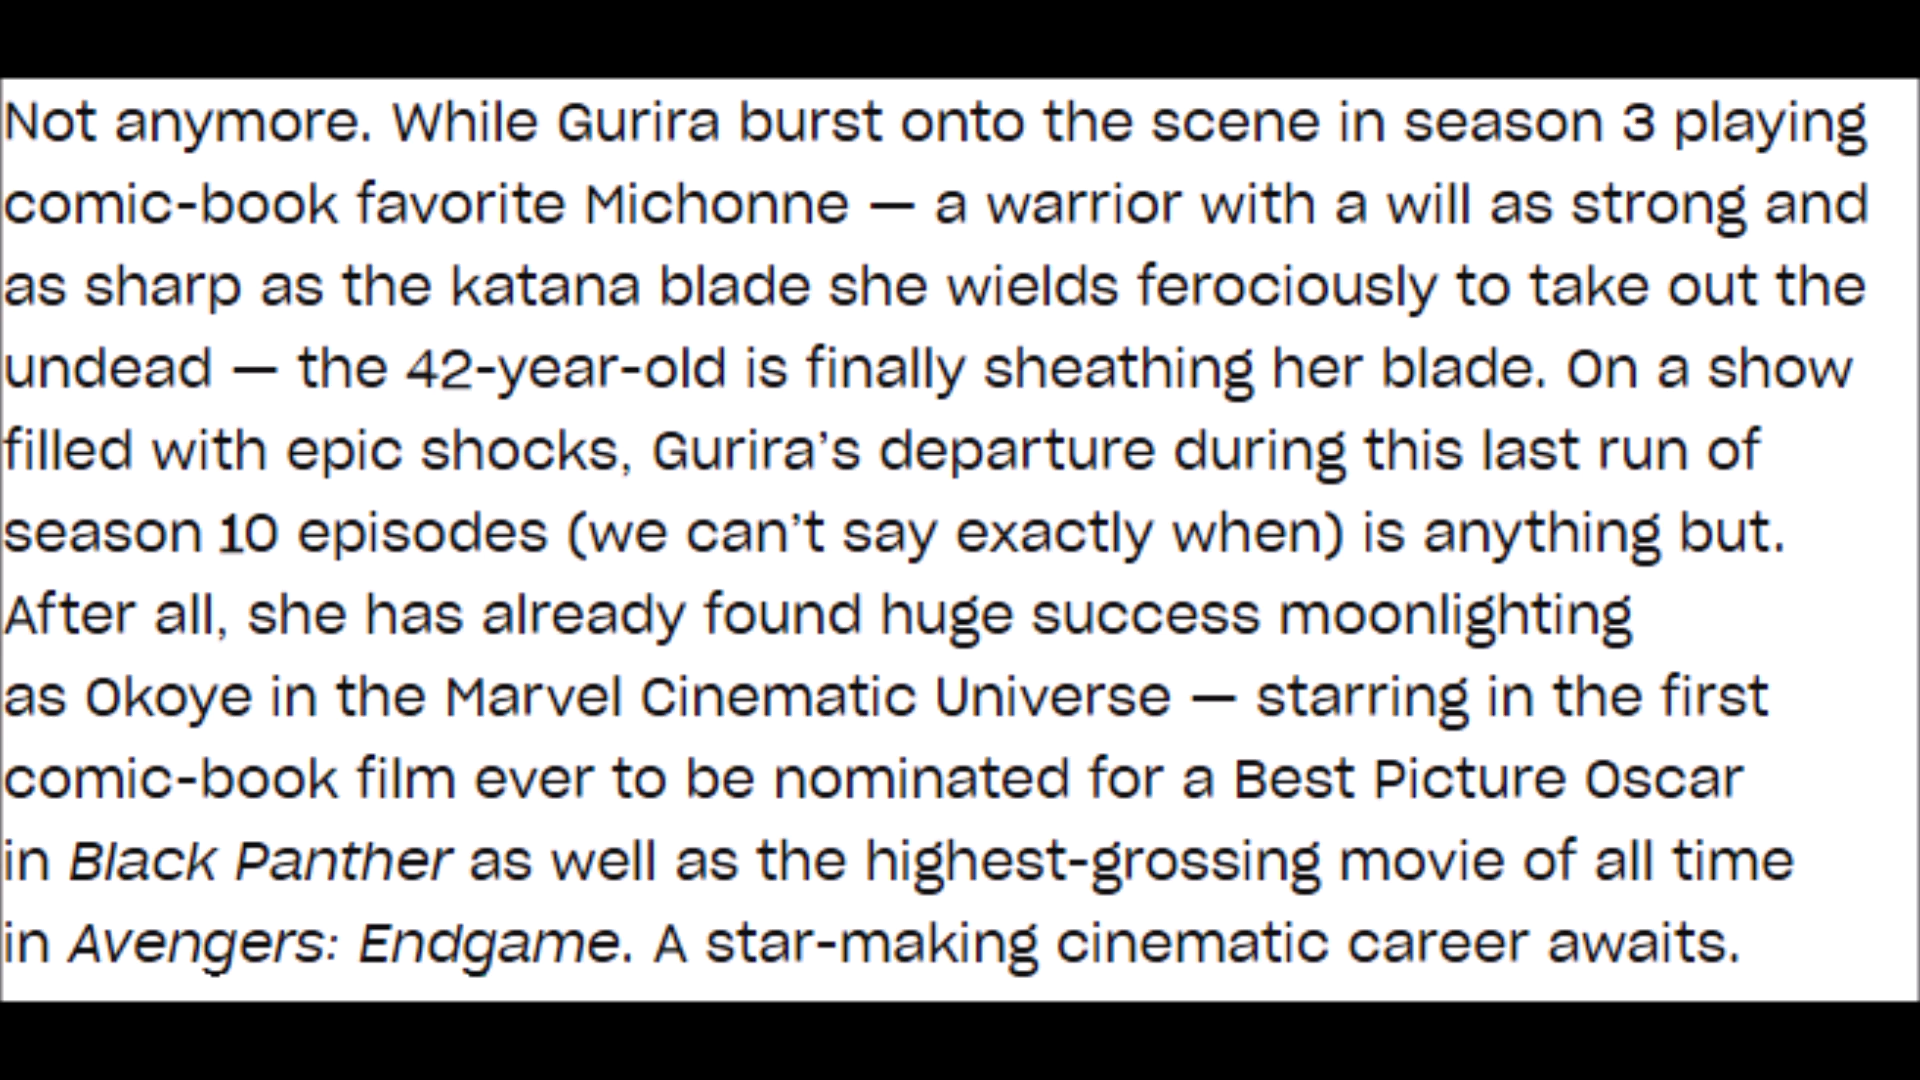 Not anymore. While Gurira burst onto the scene in season 3 playing
comic-book favorite Michonne — a warrior with a will as strong and
as sharp as the katana blade she wields ferociously to take out the
undead — the 42-year-old is finally sheathing her blade. On a show
filled with epic shocks, Gurira’s departure during this last run of
season 10 episodes (we can’t say exactly when) is anything but.
After all, she has already found huge success moonlighting
as Okoye in the Marvel Cinematic Universe — starring in the first
comic-book film ever to be nominated for a Best Picture Oscar
in Black Panther as well as the highest-grossing movie of all time
in Avengers: Endgame. A star-making cinematic career awaits.